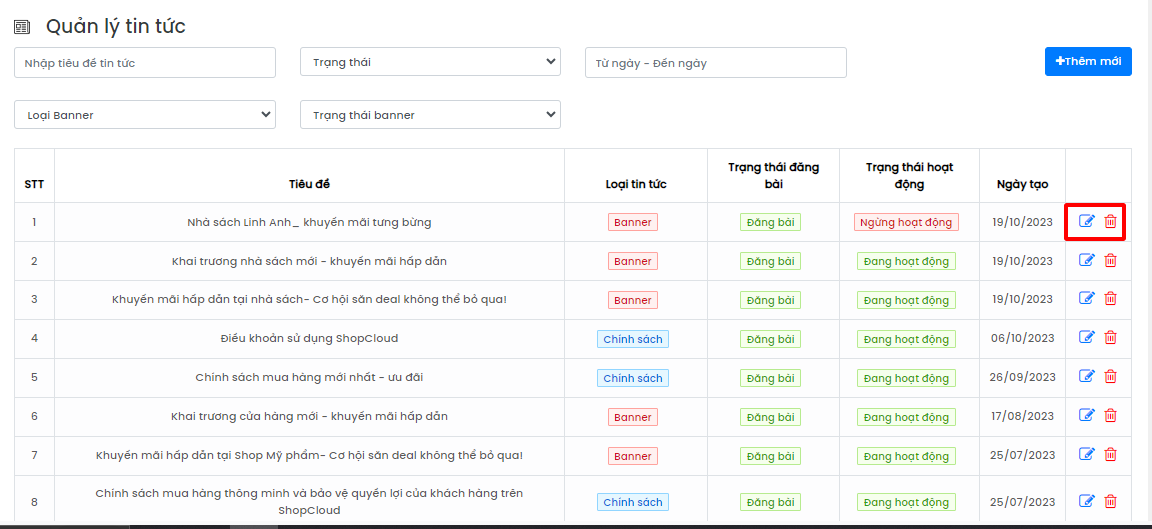 Quản lý tin tức
Nhập tiêu đề tin tức
Trạng thái
Từ ngày - Đến ngày
+Thêm mới
Loại Banner
Trạng thái banner
STT Tiêu đề Loại tin tức Trạng thái đăng bài Trạng thái hoạt động Ngày tạo
1 Nhà sách Linh Anh_ khuyến mãi tưng bừng Banner Đăng bài Ngừng hoạt động 19/10/2023
2 Khai trương nhà sách mới - khuyến mãi hấp dẫn Banner Đăng bài Đang hoạt động 19/10/2023
3 Khuyến mãi hấp dẫn tại nhà sách- Cơ hội săn deal không thể bỏ qua! Banner Đăng bài Đang hoạt động 19/10/2023
4 Điều khoản sử dụng ShopCloud Chính sách Đăng bài Đang hoạt động 06/10/2023
5 Chính sách mua hàng mới nhất - ưu đãi Chính sách Đăng bài Đang hoạt động 26/09/2023
6 Khai trương cửa hàng mới - khuyến mãi hấp dẫn Banner Đăng bài Đang hoạt động 17/08/2023
7 Khuyến mãi hấp dẫn tại Shop Mỹ phẩm- Cơ hội săn deal không thể bỏ qua! Banner Đăng bài Đang hoạt động 25/07/2023
8 Chính sách mua hàng thông minh và bảo vệ quyền lợi của khách hàng trên ShopCloud Chính sách Đăng bài Đang hoạt động 25/07/2023